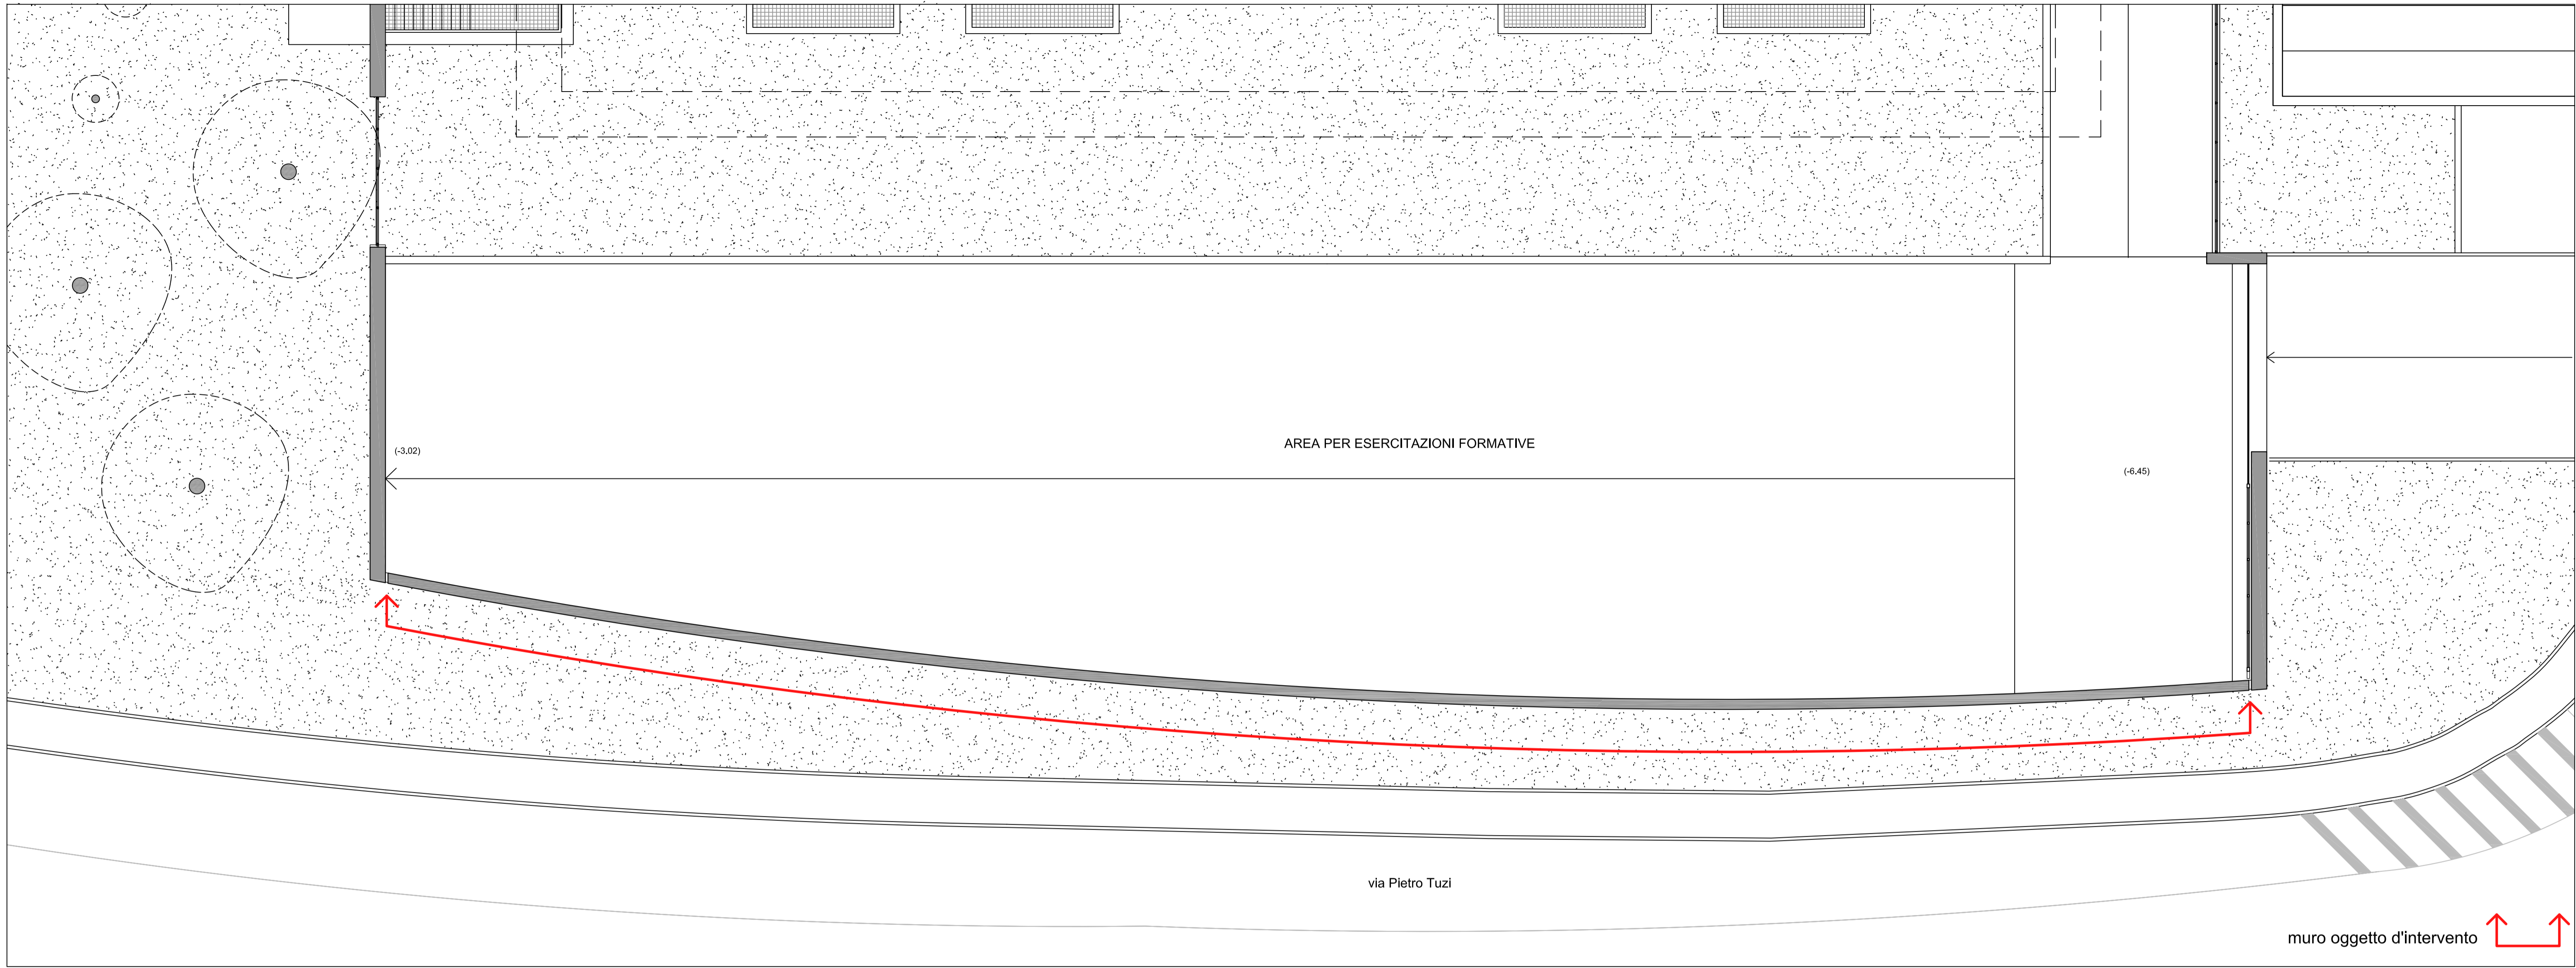 AREA PER ESERCITAZIONI FORMATIVE
(-3,02)
(-6,45)
via Pietro Tuzi
muro oggetto d'intervento